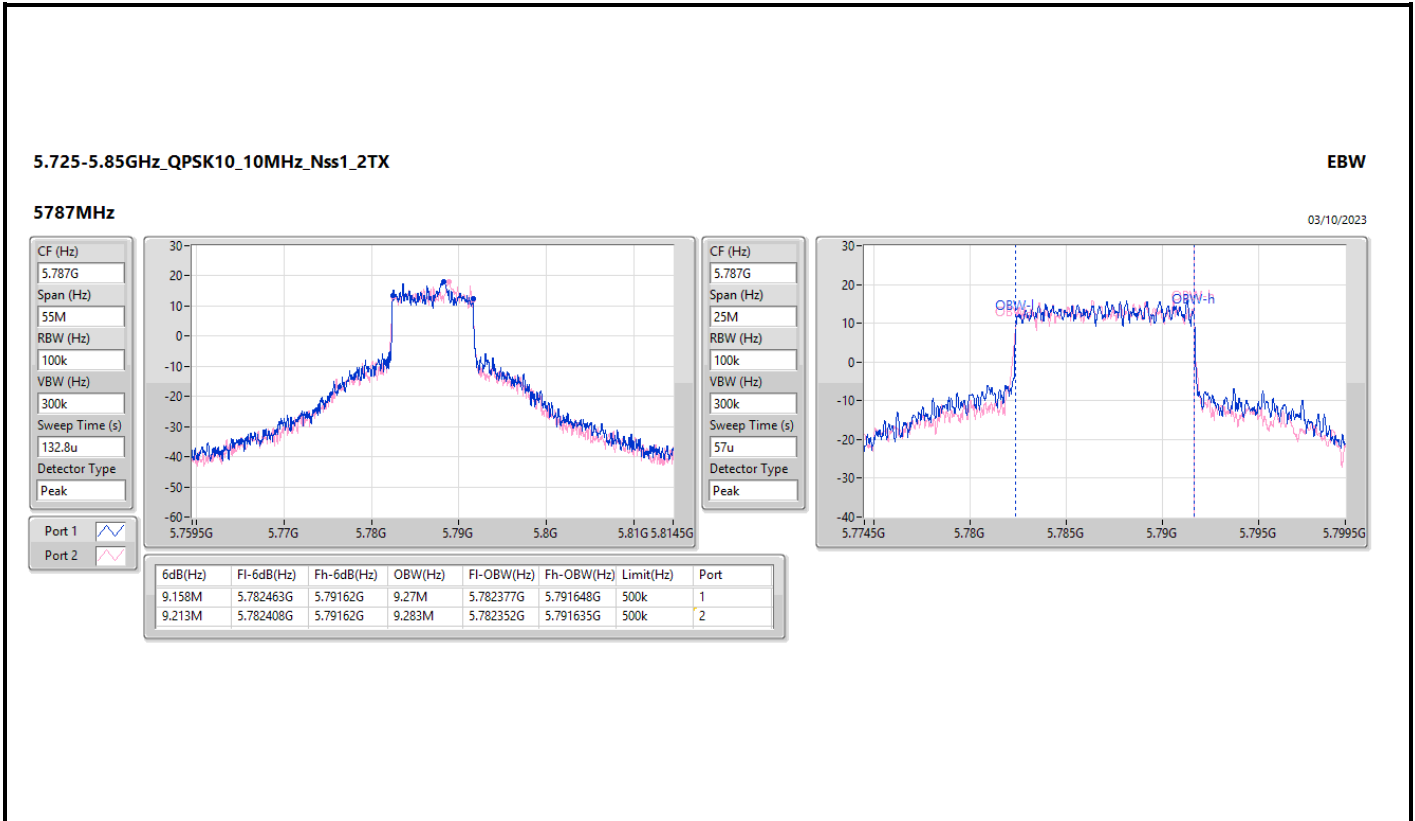 5.725-5.85GHz_QPSK10_10MHz_Nss1_2TX
EBW
5787MHz
03/10/2023
CF (Hz)
5.787G
Span (Hz)
55M
RBW (Hz)
100k
VBW (Hz)
300k
Sweep Time (s)
132.8u
Detector Type
Peak
Port 1
Port 2
30
20
10
0
-10
-20
-30
-40
-50
-60
5.7595G 5.77G 5.78G 5.79G 5.8G 5.81G 5.8145G
CF (Hz)
5.787G
Span (Hz)
25M
RBW (Hz)
100k
VBW (Hz)
300k
Sweep Time (s)
57u
Detector Type
Peak
30
20
10
0
-10
-20
-30
-40
OBW-l OBW-h
5.7745G 5.78G 5.785G 5.79G 5.795G 5.7995G
6dB(Hz) Fl-6dB(Hz) Fh-6dB(Hz) OBW(Hz) Fl-OBW(Hz) Fh-OBW(Hz) Limit(Hz) Port
9.158M 5.782463G 5.79162G 9.27M 5.782377G 5.791648G 500k 1
9.213M 5.782408G 5.79162G 9.283M 5.782352G 5.791635G 500k 2